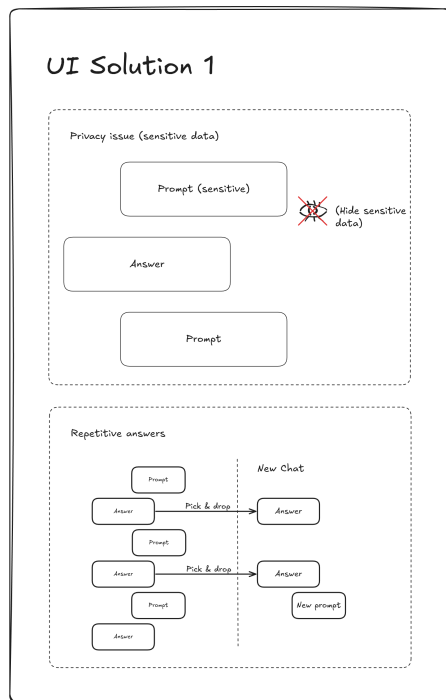 UI Solution 1
Privacy issue (sensitive data)
Prompt (sensitive)
(Hide sensitive
data)
Answer
Prompt
Repetitive answers
New Chat
Prompt
Answer
Pick & drop
Answer
Prompt
Answer
Pick & drop
Answer
Prompt
New prompt
Answer